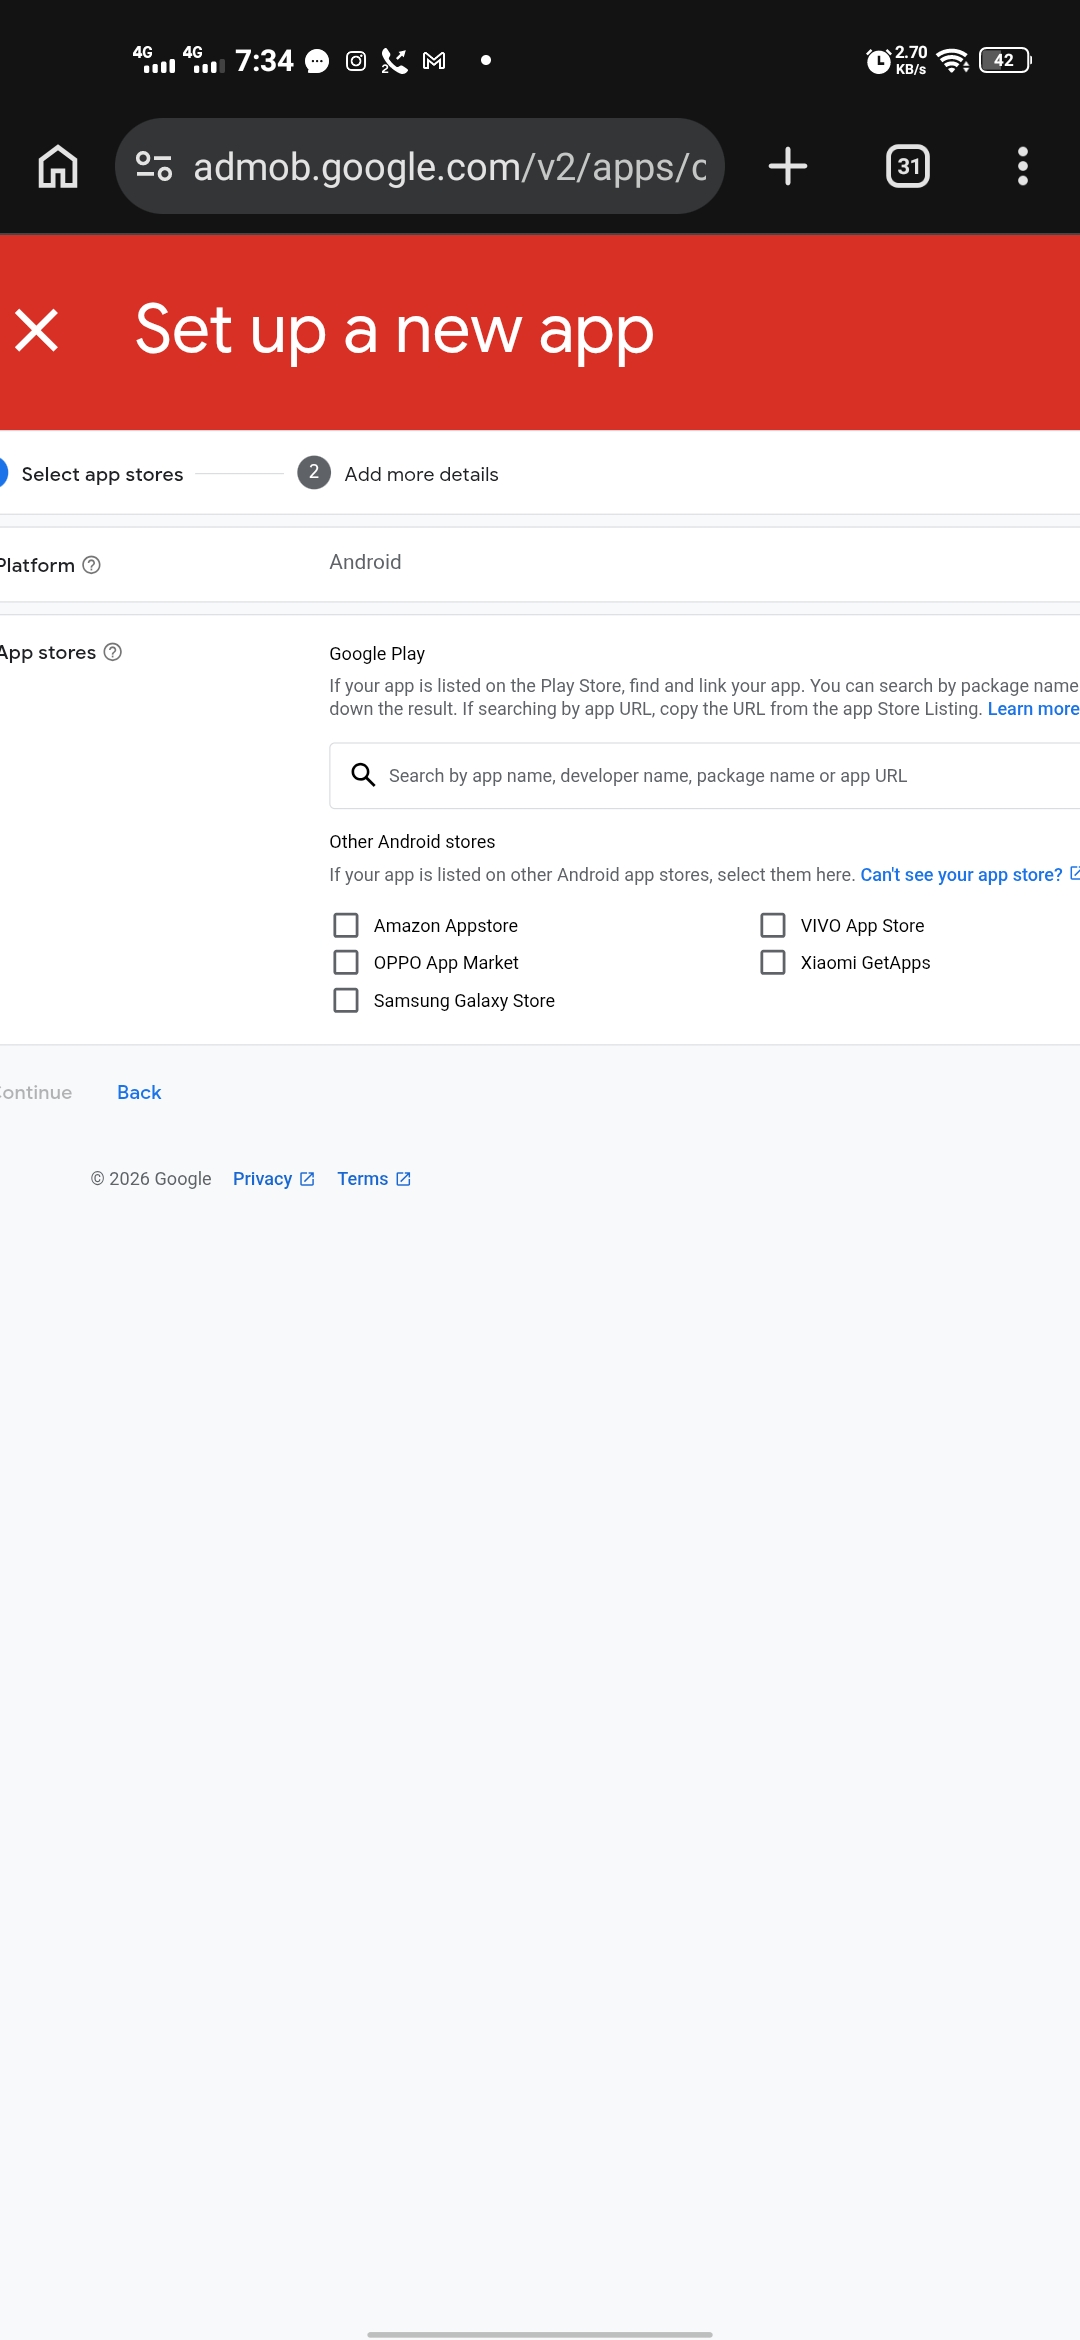 4G 4G 7:34 2.70 KB/s 42
admob.google.com/v2/apps/c 31
Set up a new app
Select app stores 2 Add more details
Platform Android
App stores
Google Play
If your app is listed on the Play Store, find and link your app. You can search by package name
down the result. If searching by app URL, copy the URL from the app Store Listing. Learn more
Search by app name, developer name, package name or app URL
Other Android stores
If your app is listed on other Android app stores, select them here. Can't see your app store?
Amazon Appstore VIVO App Store
OPPO App Market Xiaomi GetApps
Samsung Galaxy Store
Continue Back
© 2026 Google Privacy Terms